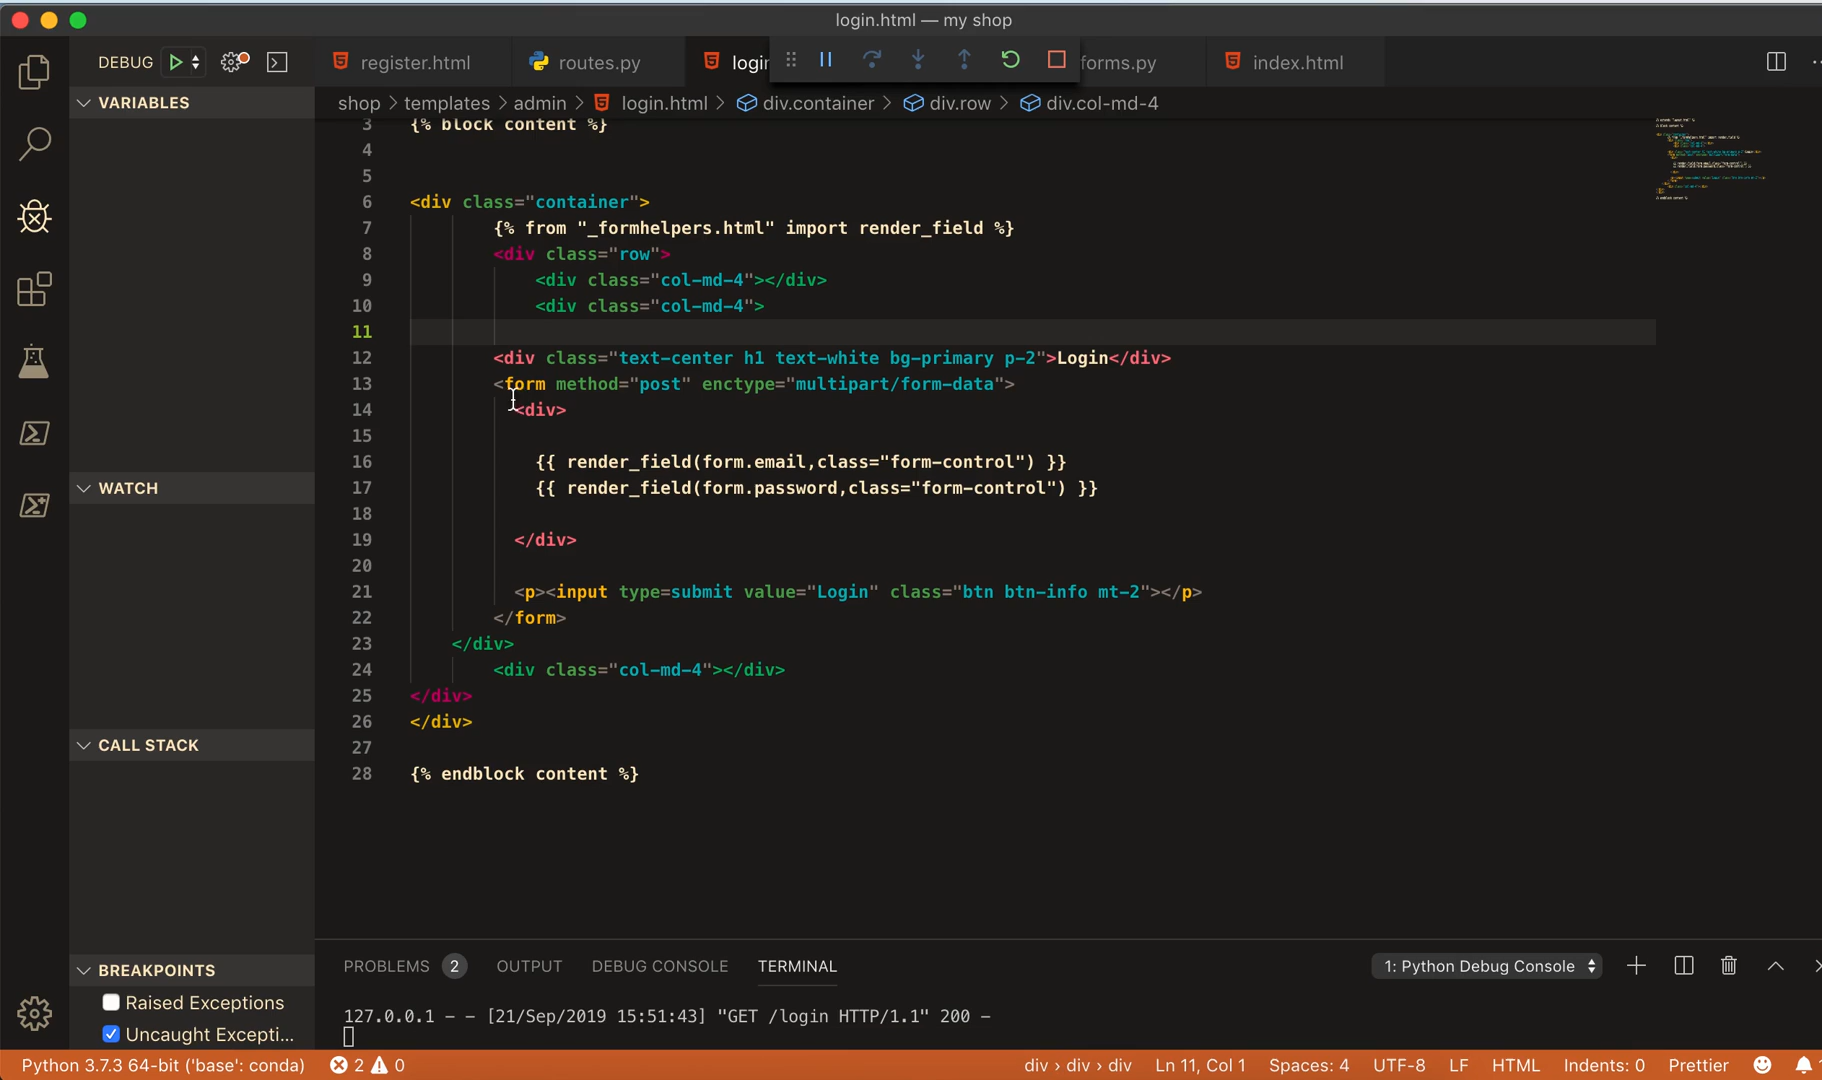 login.html — my shop
DEBUG
register.html
routes.py
login
forms.py
index.html
VARIABLES
shop > templates > admin > login.html > div.container > div.row > div.col-md-4
3 {% block content %}
4
5
6 <div class="container">
7 {% from "_formhelpers.html" import render_field %}
8 <div class="row">
9 <div class="col-md-4"></div>
10 <div class="col-md-4">
11
12 <div class="text-center h1 text-white bg-primary p-2">Login</div>
13 <form method="post" enctype="multipart/form-data">
14 <div>
15
16 {{ render_field(form.email,class="form-control") }}
17 {{ render_field(form.password,class="form-control") }}
18
19 </div>
20
21 <p><input type=submit value="Login" class="btn btn-info mt-2"></p>
22 </form>
23 </div>
24 <div class="col-md-4"></div>
25 </div>
26 </div>
27
28 {% endblock content %}
WATCH
CALL STACK
BREAKPOINTS
Raised Exceptions
Uncaught Excepti...
PROBLEMS 2 OUTPUT DEBUG CONSOLE TERMINAL 1: Python Debug Console
127.0.0.1 - - [21/Sep/2019 15:51:43] "GET /login HTTP/1.1" 200 -
Python 3.7.3 64-bit ('base': conda) 2 0 div > div > div Ln 11, Col 1 Spaces: 4 UTF-8 LF HTML Indents: 0 Prettier